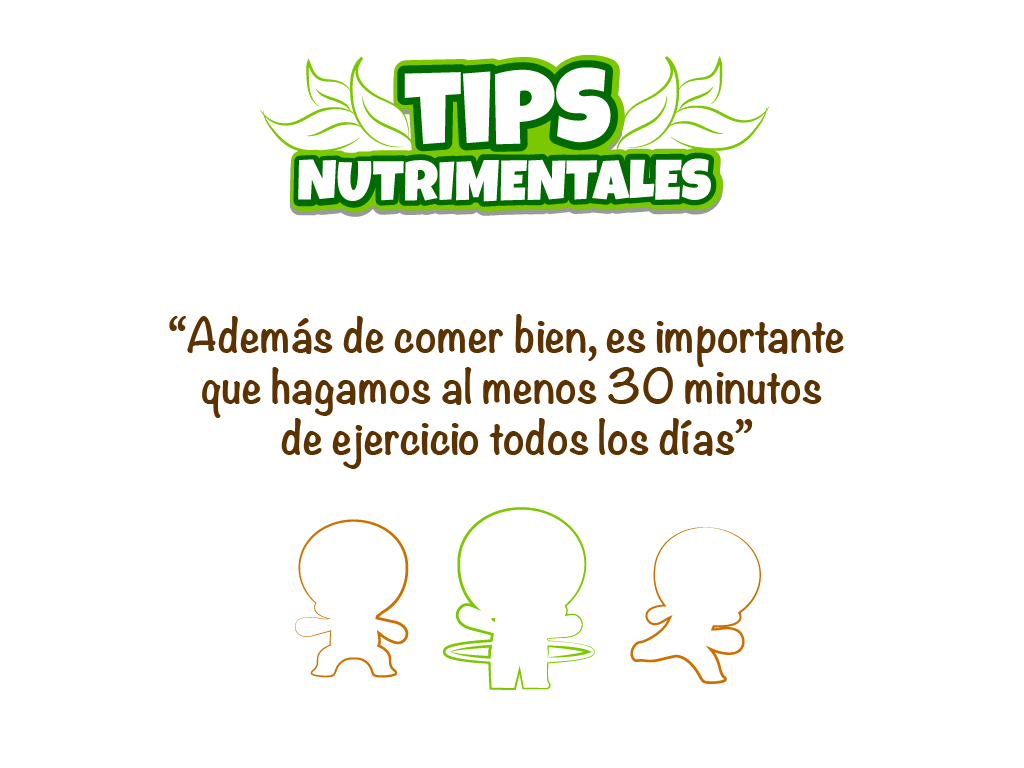 TIPS
NUTRIMENTALES
“Además de comer bien, es importante
que hagamos al menos 30 minutos
de ejercicio todos los días”